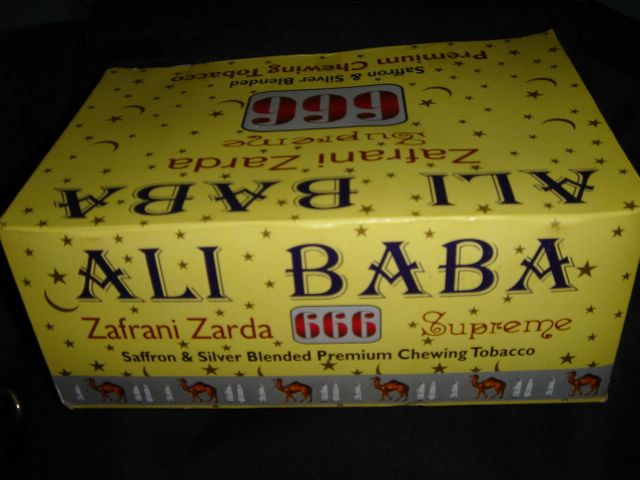 Premium Chewing Tobacco
Saffron & Silver Blended
666
Supreme
Zafrani Zarda
ALI BABA
ALI BABA
Zafrani Zarda 666 Supreme
Saffron & Silver Blended Premium Chewing Tobacco